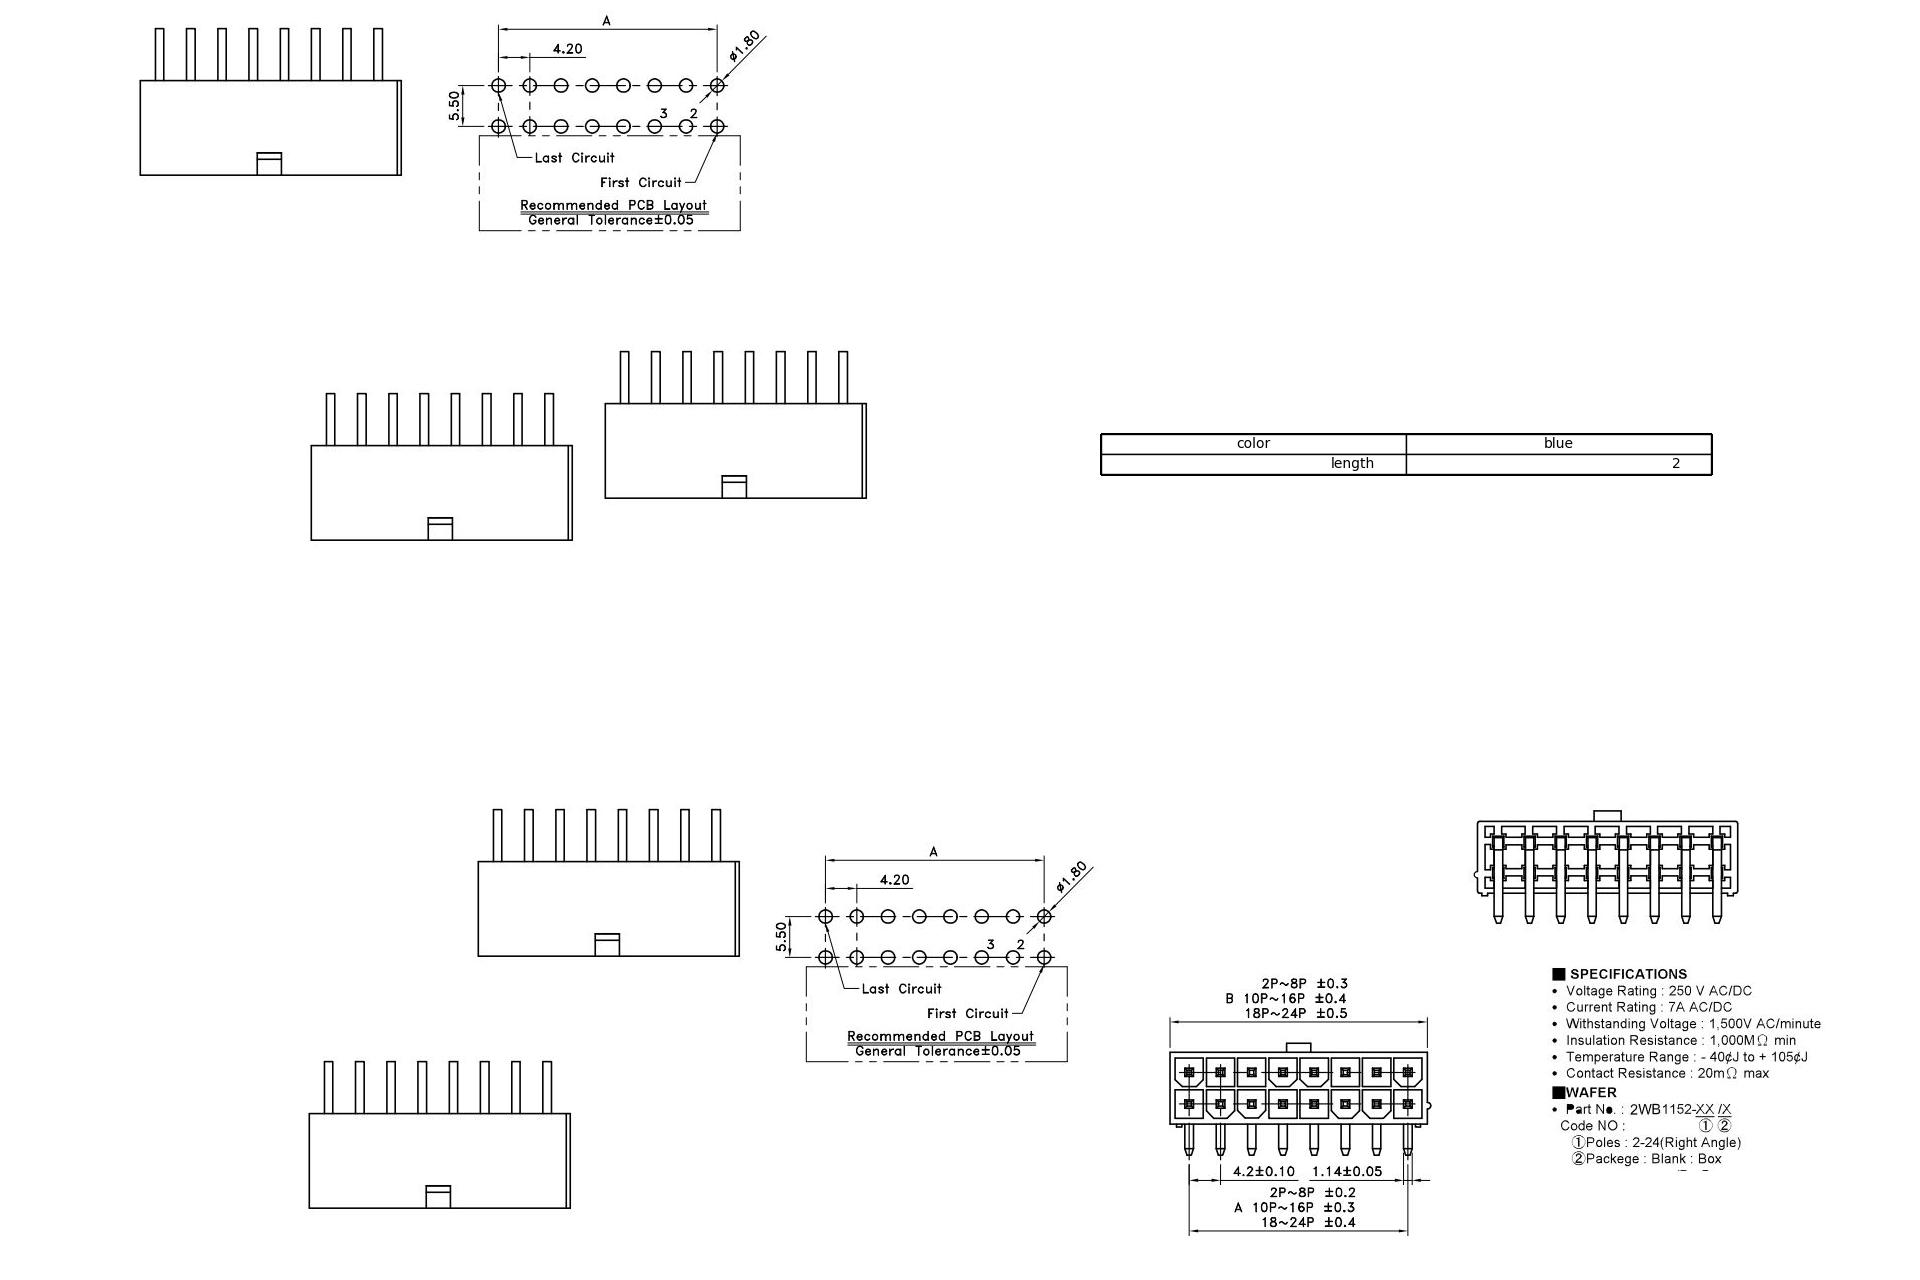 A
4.20
ø1.80
5.50
3 2
Last Circuit
First Circuit
Recommended PCB Layout
General Tolerance±0.05
color blue
length 2
A
4.20
ø1.80
5.50
3 2
Last Circuit
First Circuit
Recommended PCB Layout
General Tolerance±0.05
2P~8P ±0.3
B 10P~16P ±0.4
18P~24P ±0.5
4.2±0.10 1.14±0.05
2P~8P ±0.2
A 10P~16P ±0.3
18~24P ±0.4
■ SPECIFICATIONS
• Voltage Rating : 250 V AC/DC
• Current Rating : 7A AC/DC
• Withstanding Voltage : 1,500V AC/minute
• Insulation Resistance : 1,000MΩ min
• Temperature Range : - 40¢J to + 105¢J
• Contact Resistance : 20mΩ max
■WAFER
• Part No. : 2WB1152-XX /X
Code NO : ① ②
①Poles : 2-24(Right Angle)
②Packege : Blank : Box